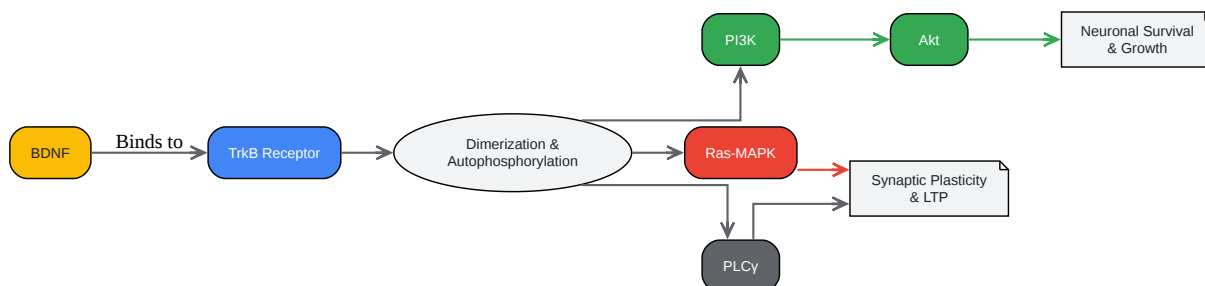 PI3K
Akt
Neuronal Survival
& Growth
BDNF
Binds to
TrkB Receptor
Dimerization &
Autophosphorylation
Ras-MAPK
Synaptic Plasticity
& LTP
PLCγ